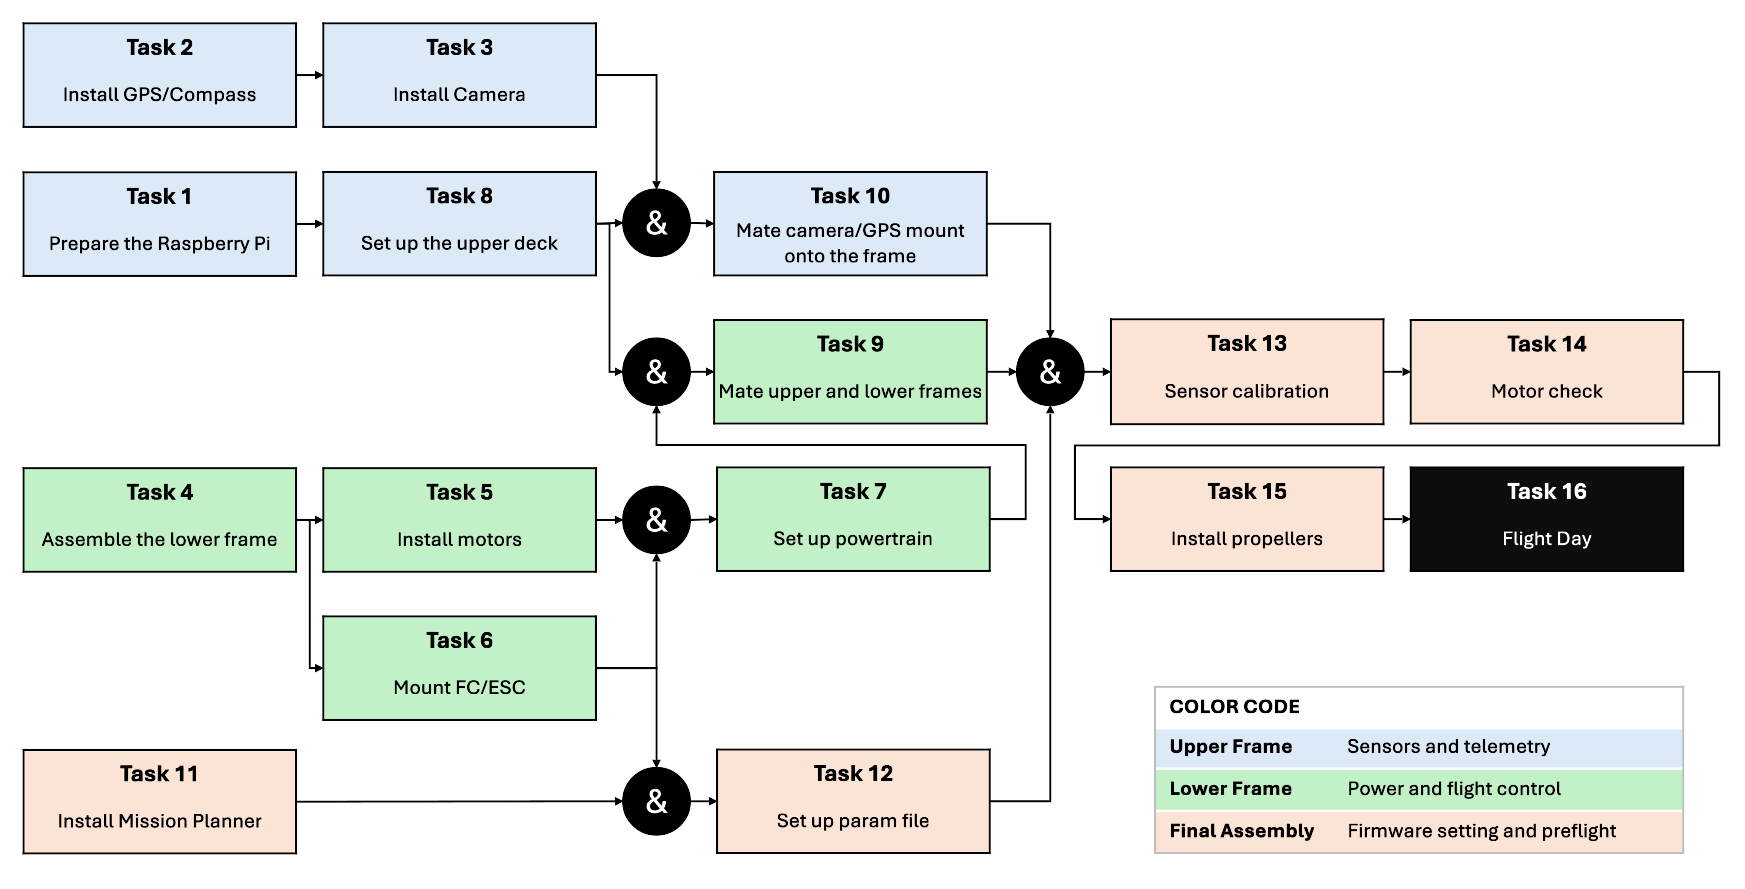 Task 2
Install GPS/Compass
Task 3
Install Camera
Task 1
Prepare the Raspberry Pi
Task 8
Set up the upper deck
&
Task 10
Mate camera/GPS mount
onto the frame
&
Task 9
Mate upper and lower frames
&
Task 13
Sensor calibration
Task 14
Motor check
Task 4
Assemble the lower frame
Task 5
Install motors
&
Task 7
Set up powertrain
Task 15
Install propellers
Task 16
Flight Day
Task 6
Mount FC/ESC
Task 11
Install Mission Planner
&
Task 12
Set up param file
COLOR CODE
Upper Frame Sensors and telemetry
Lower Frame Power and flight control
Final Assembly Firmware setting and preflight